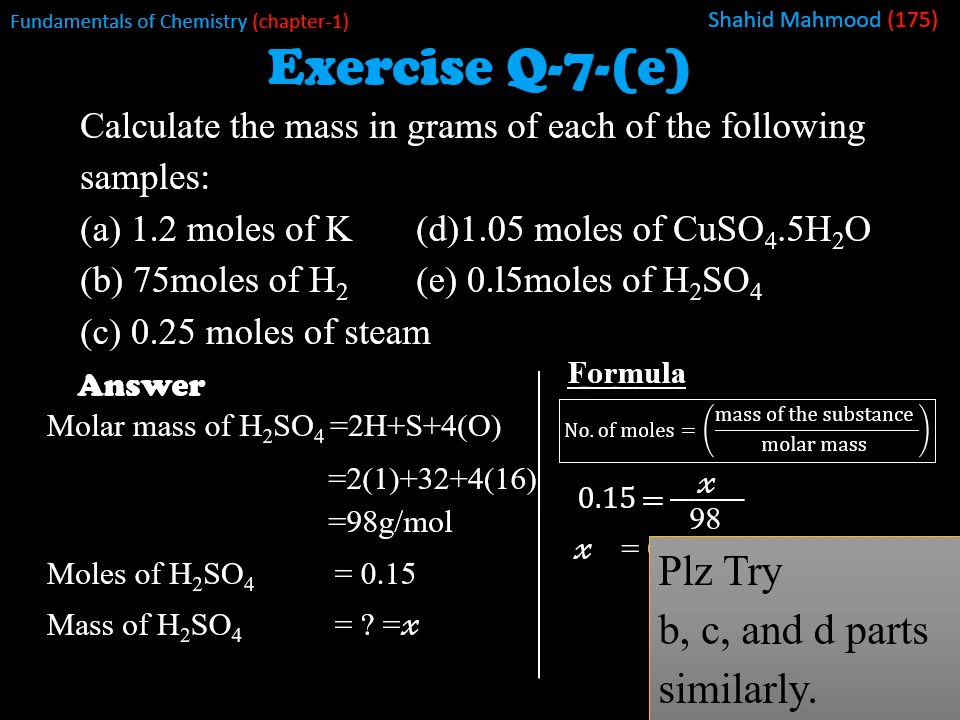 Fundamentals of Chemistry (chapter-1)
Shahid Mahmood (175)
Exercise Q-7-(e)
Calculate the mass in grams of each of the following
samples:
(a) 1.2 moles of K (d)1.05 moles of CuSO₄.5H₂O
(b) 75moles of H₂ (e) 0.l5moles of H₂SO₄
(c) 0.25 moles of steam
Answer
Molar mass of H₂SO₄ =2H+S+4(O)
=2(1)+32+4(16)
=98g/mol
Moles of H₂SO₄ = 0.15
Mass of H₂SO₄ = ? =x
Formula
No. of moles = (mass of the substance / molar mass)
0.15 = x / 98
x =
Plz Try
b, c, and d parts
similarly.